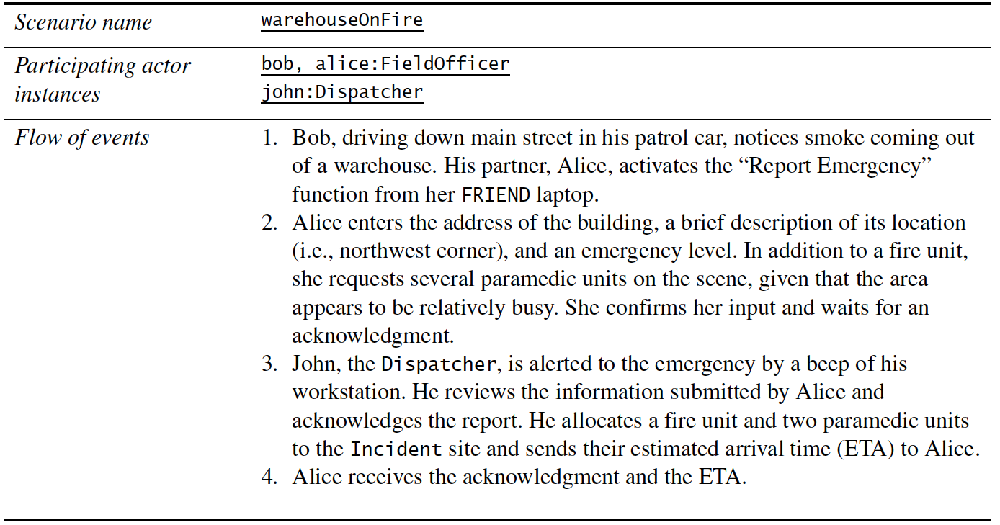 Scenario name warehouseOnFire
Participating actor bob, alice:FieldOfficer
instances john:Dispatcher
Flow of events 1. Bob, driving down main street in his patrol car, notices smoke coming out
of a warehouse. His partner, Alice, activates the “Report Emergency”
function from her FRIEND laptop.
2. Alice enters the address of the building, a brief description of its location
(i.e., northwest corner), and an emergency level. In addition to a fire unit,
she requests several paramedic units on the scene, given that the area
appears to be relatively busy. She confirms her input and waits for an
acknowledgment.
3. John, the Dispatcher, is alerted to the emergency by a beep of his
workstation. He reviews the information submitted by Alice and
acknowledges the report. He allocates a fire unit and two paramedic units
to the Incident site and sends their estimated arrival time (ETA) to Alice.
4. Alice receives the acknowledgment and the ETA.